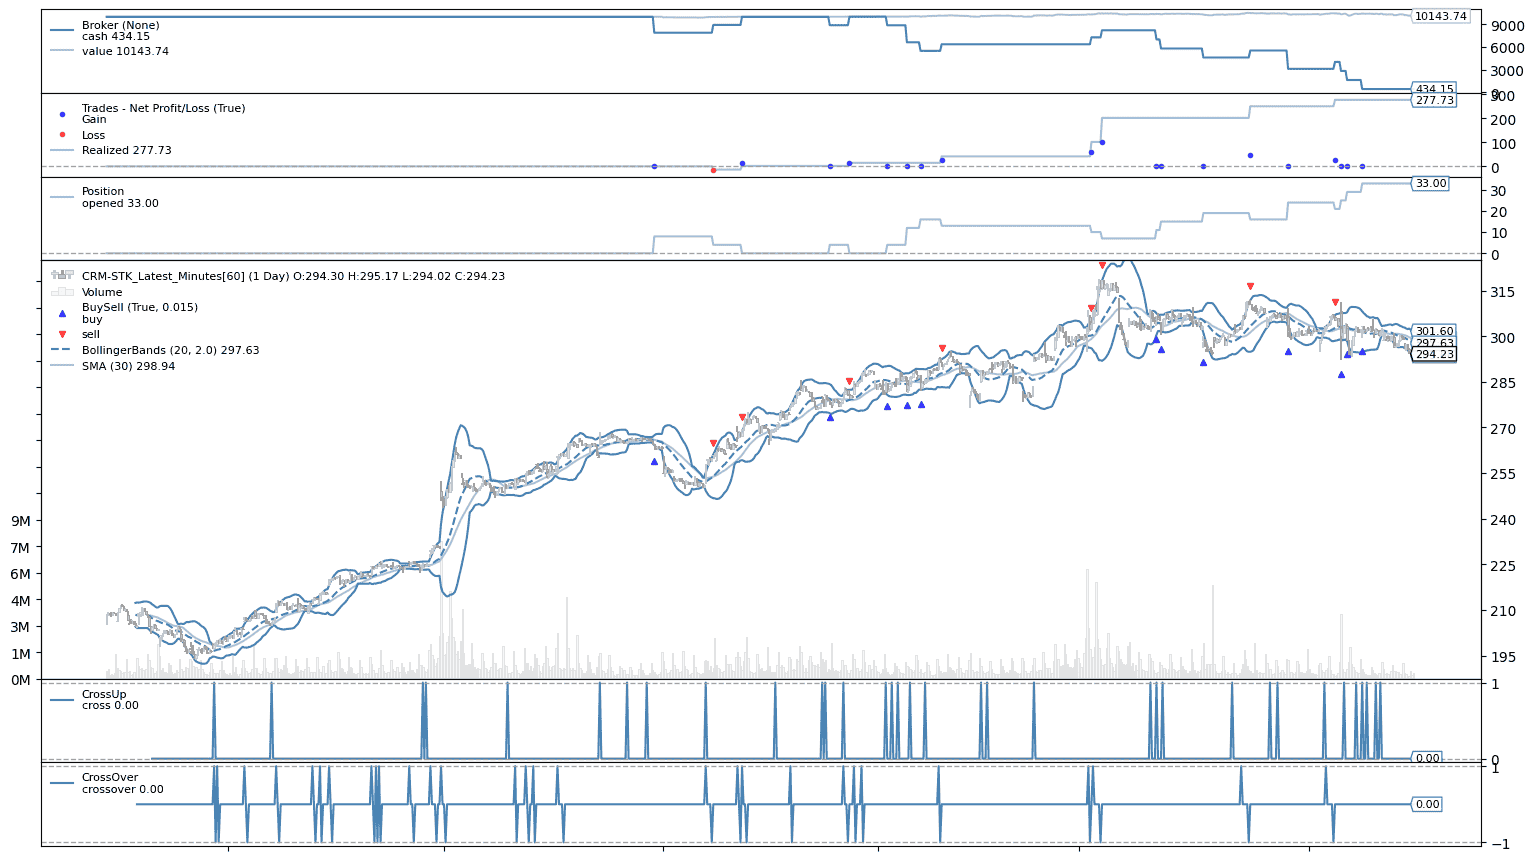 Broker (None)
cash 434.15
value 10143.74
10143.74
9000
6000
3000
0
434.15
Trades - Net Profit/Loss (True)
Gain
Loss
Realized 277.73
300
277.73
200
100
0
Position
opened 33.00
33.00
30
20
10
0
CRM-STK_Latest_Minutes[60] (1 Day) O:294.30 H:295.17 L:294.02 C:294.23
Volume
BuySell (True, 0.015)
buy
sell
BollingerBands (20, 2.0) 297.63
SMA (30) 298.94
315
301.60
300
297.63
294.23
285
270
255
240
225
210
195
9M
7M
6M
4M
3M
1M
0M
CrossUp
cross 0.00
1
0
0.00
CrossOver
crossover 0.00
1
0.00
−1